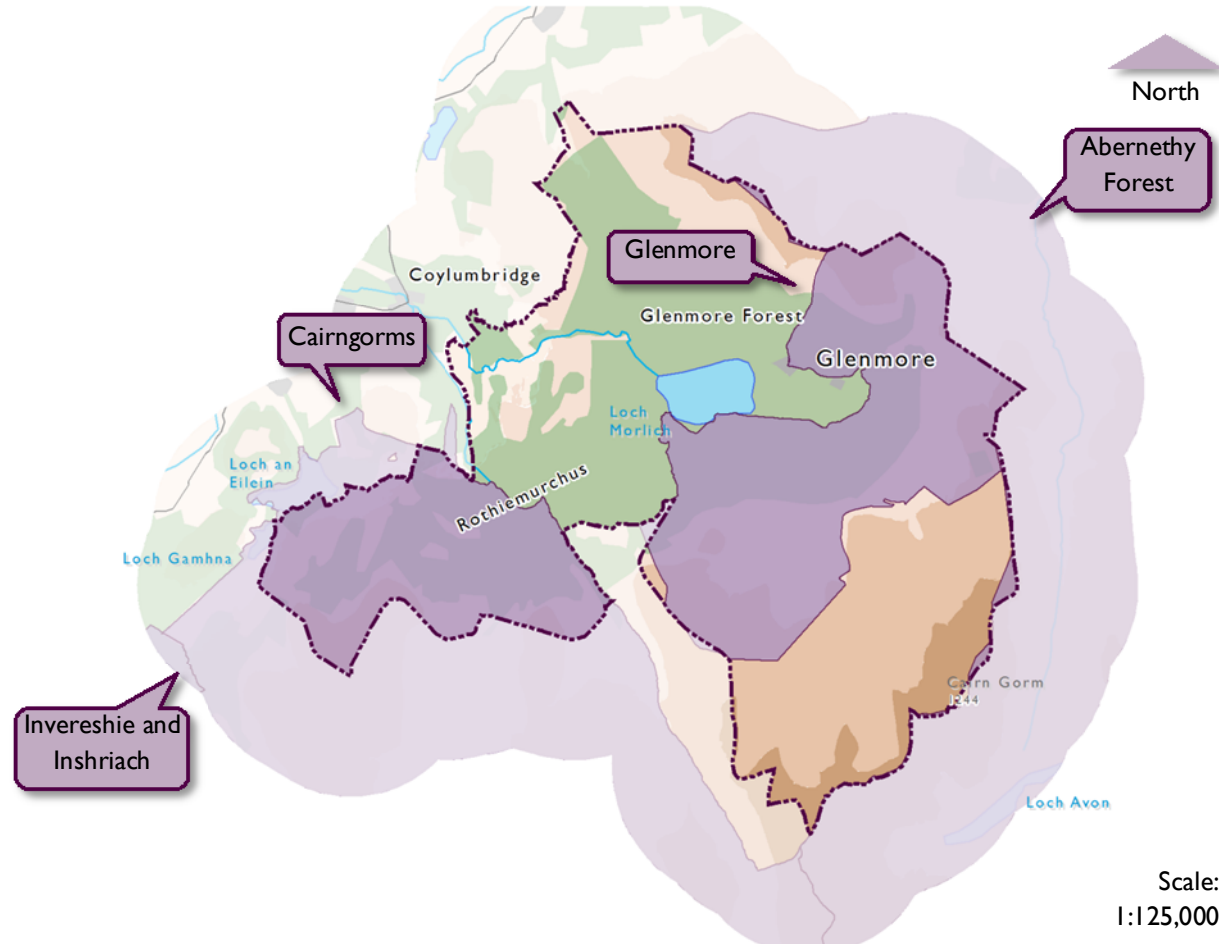 North
Abernethy
Forest
Glenmore
Coylumbridge
Glenmore Forest
Cairngorms
Glenmore
Loch
Morlich
Loch an
Eilein
Rothiemurchus
Loch Gamhna
Cairn Gorm
1244
Invereshie and
Inshriach
Loch Avon
Scale:
1:125,000